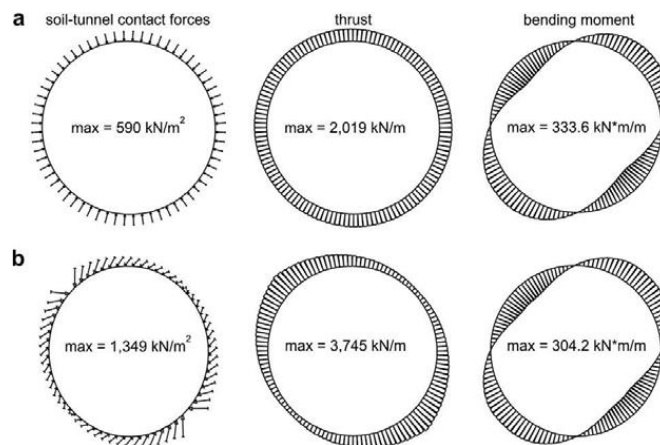 a
soil-tunnel contact forces
thrust
bending moment
max = 590 kN/m²
max = 2,019 kN/m
max = 333.6 kN*m/m
b
max = 1,349 kN/m²
max = 3,745 kN/m
max = 304.2 kN*m/m